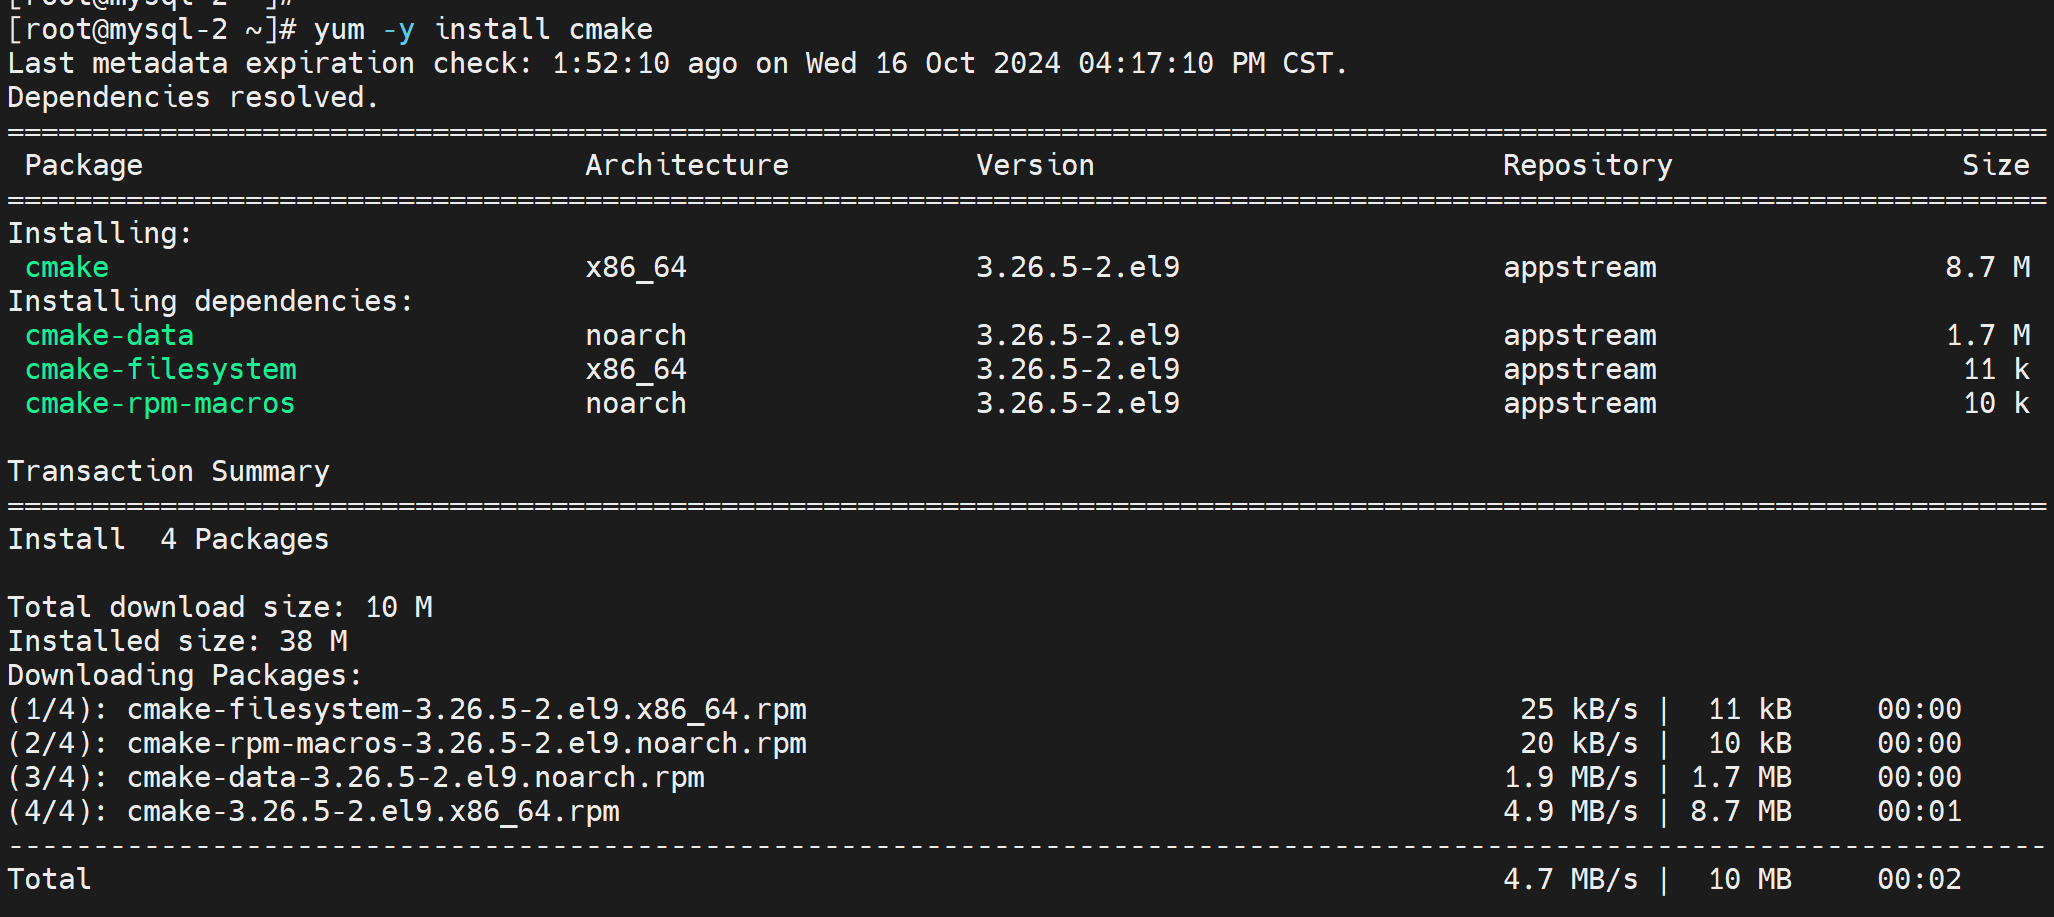 [root@mysql-2 ~]#
[root@mysql-2 ~]# yum -y install cmake
Last metadata expiration check: 1:52:10 ago on Wed 16 Oct 2024 04:17:10 PM CST.
Dependencies resolved.
========================================================================================================================
 Package                          Architecture           Version                        Repository                 Size
========================================================================================================================
Installing:
 cmake                            x86_64                 3.26.5-2.el9                   appstream                 8.7 M
Installing dependencies:
 cmake-data                       noarch                 3.26.5-2.el9                   appstream                 1.7 M
 cmake-filesystem                 x86_64                 3.26.5-2.el9                   appstream                  11 k
 cmake-rpm-macros                 noarch                 3.26.5-2.el9                   appstream                  10 k
Transaction Summary
========================================================================================================================
Install  4 Packages
Total download size: 10 M
Installed size: 38 M
Downloading Packages:
(1/4): cmake-filesystem-3.26.5-2.el9.x86_64.rpm                                          25 kB/s |  11 kB     00:00
(2/4): cmake-rpm-macros-3.26.5-2.el9.noarch.rpm                                          20 kB/s |  10 kB     00:00
(3/4): cmake-data-3.26.5-2.el9.noarch.rpm                                               1.9 MB/s | 1.7 MB     00:00
(4/4): cmake-3.26.5-2.el9.x86_64.rpm                                                    4.9 MB/s | 8.7 MB     00:01
------------------------------------------------------------------------------------------------------------------------
Total                                                                                   4.7 MB/s |  10 MB     00:02